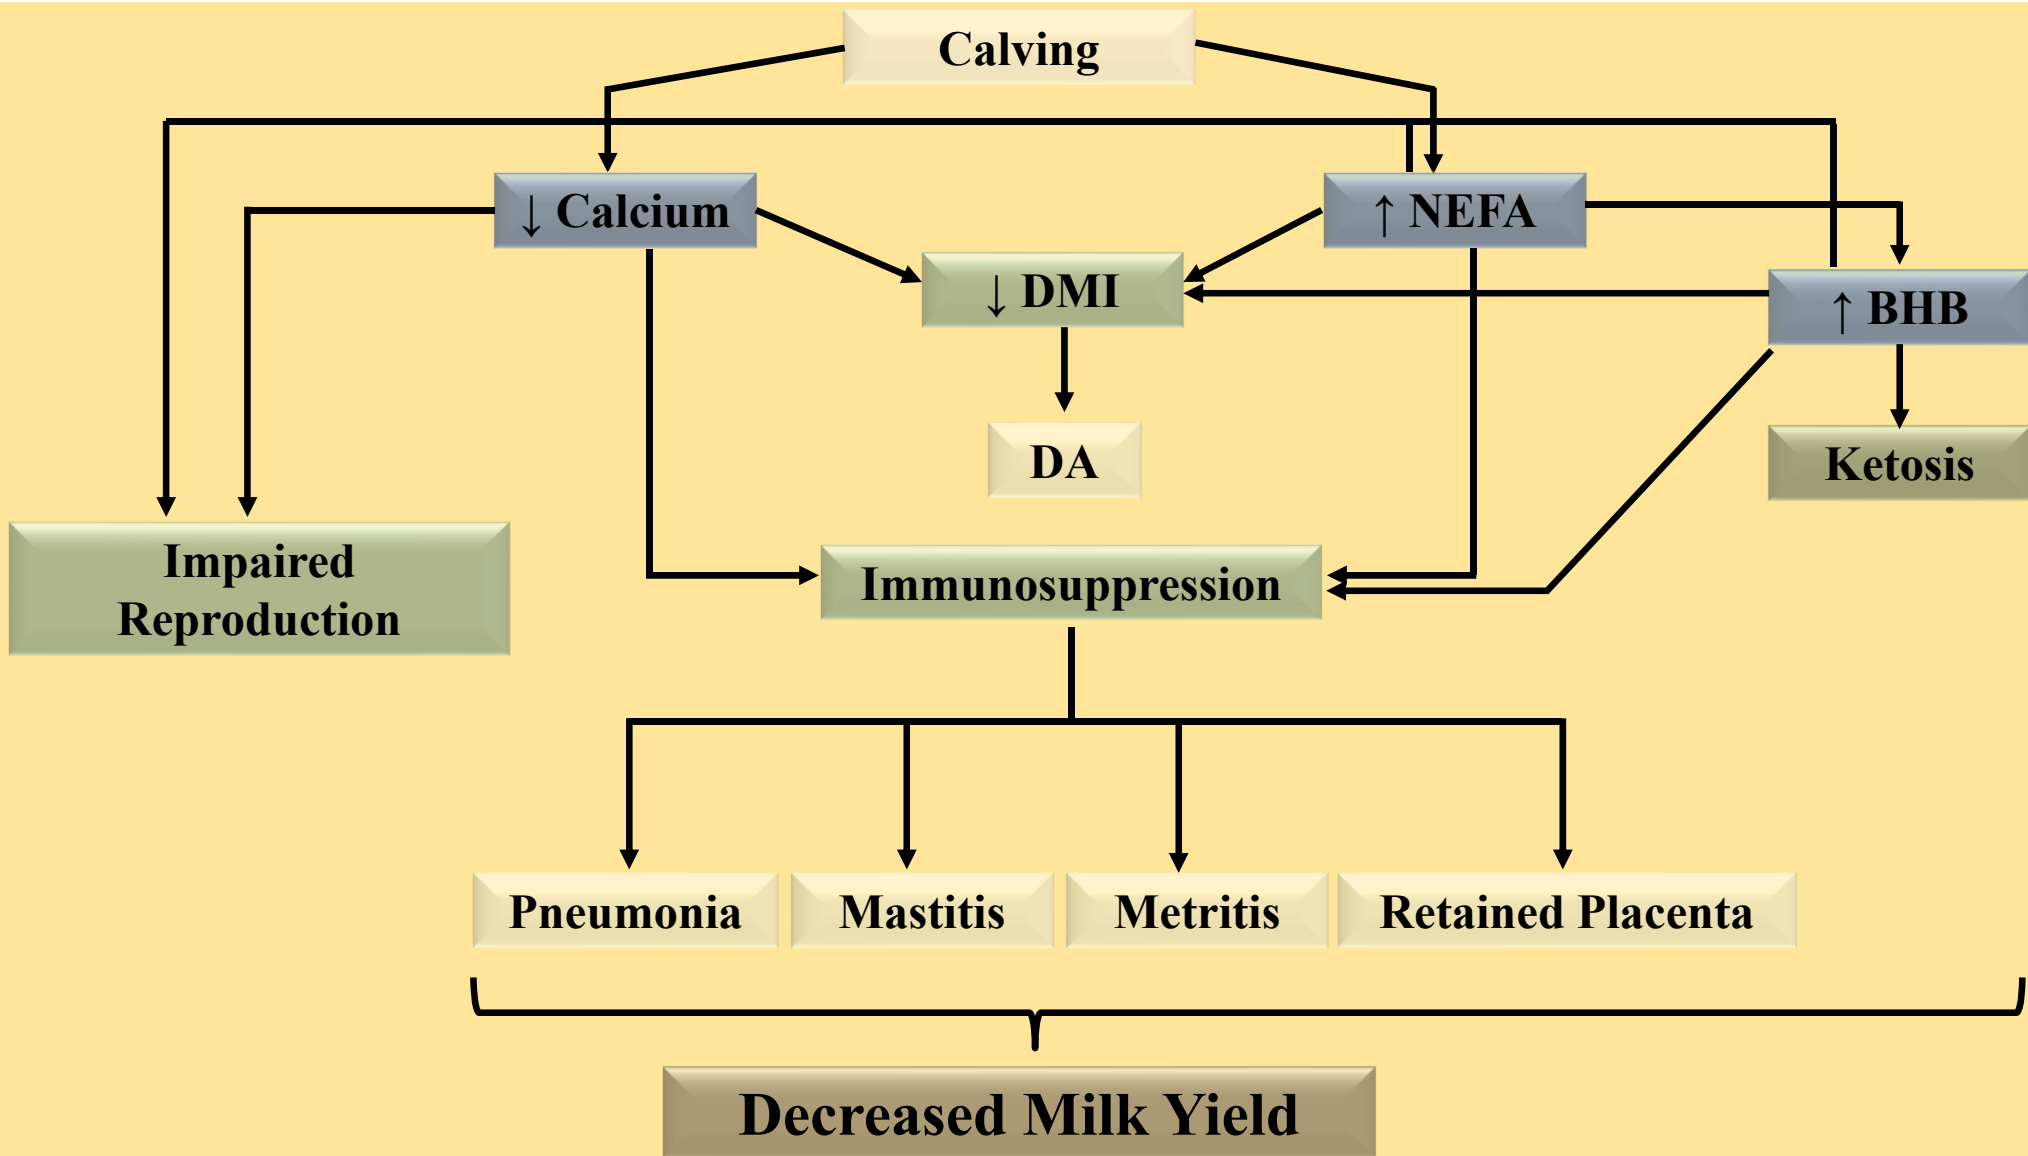 Calving
↓ Calcium
↑ NEFA
↓ DMI
↑ BHB
DA
Ketosis
Impaired
Reproduction
Immunosuppression
Pneumonia
Mastitis
Metritis
Retained Placenta
Decreased Milk Yield